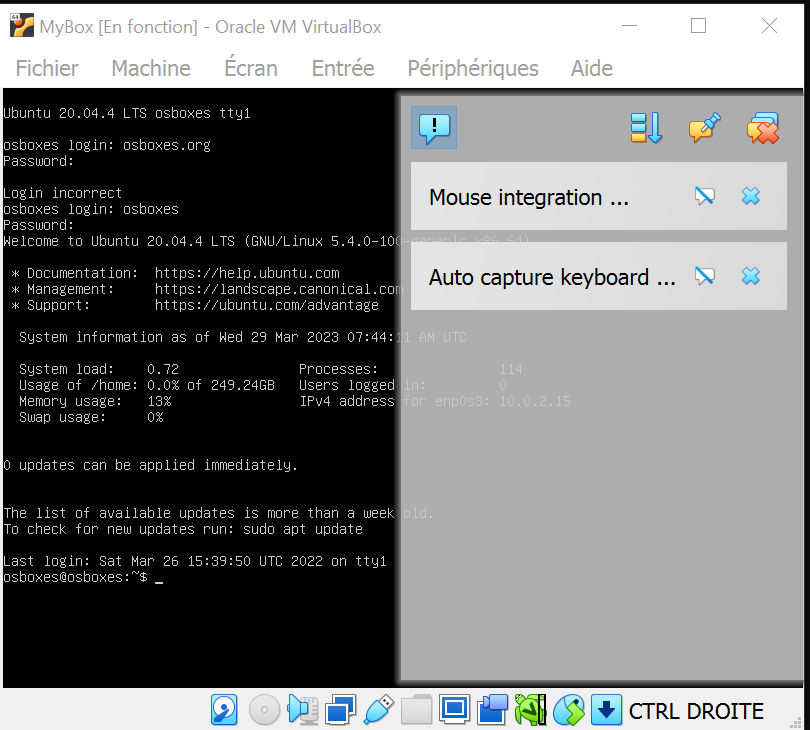 MyBox [En fonction] - Oracle VM VirtualBox
Fichier Machine Écran Entrée Périphériques Aide
Ubuntu 20.04.4 LTS osboxes tty1
osboxes login: osboxes.org
Password:
Login incorrect
osboxes login: osboxes
Password:
Welcome to Ubuntu 20.04.4 LTS (GNU/Linux 5.4.0-100-generic x86_64)
* Documentation: https://help.ubuntu.com
* Management: https://landscape.canonical.com
* Support: https://ubuntu.com/advantage
System information as of Wed 29 Mar 2023 07:44:11 AM UTC
System load: 0.72 Processes: 114
Usage of /home: 0.0% of 249.24GB Users logged in: 0
Memory usage: 13% IPv4 address for enp0s3: 10.0.2.15
Swap usage: 0%
0 updates can be applied immediately.
The list of available updates is more than a week old.
To check for new updates run: sudo apt update
Last login: Sat Mar 26 15:39:50 UTC 2022 on tty1
osboxes@osboxes:~$ _
Mouse integration ...
Auto capture keyboard ...
CTRL DROITE